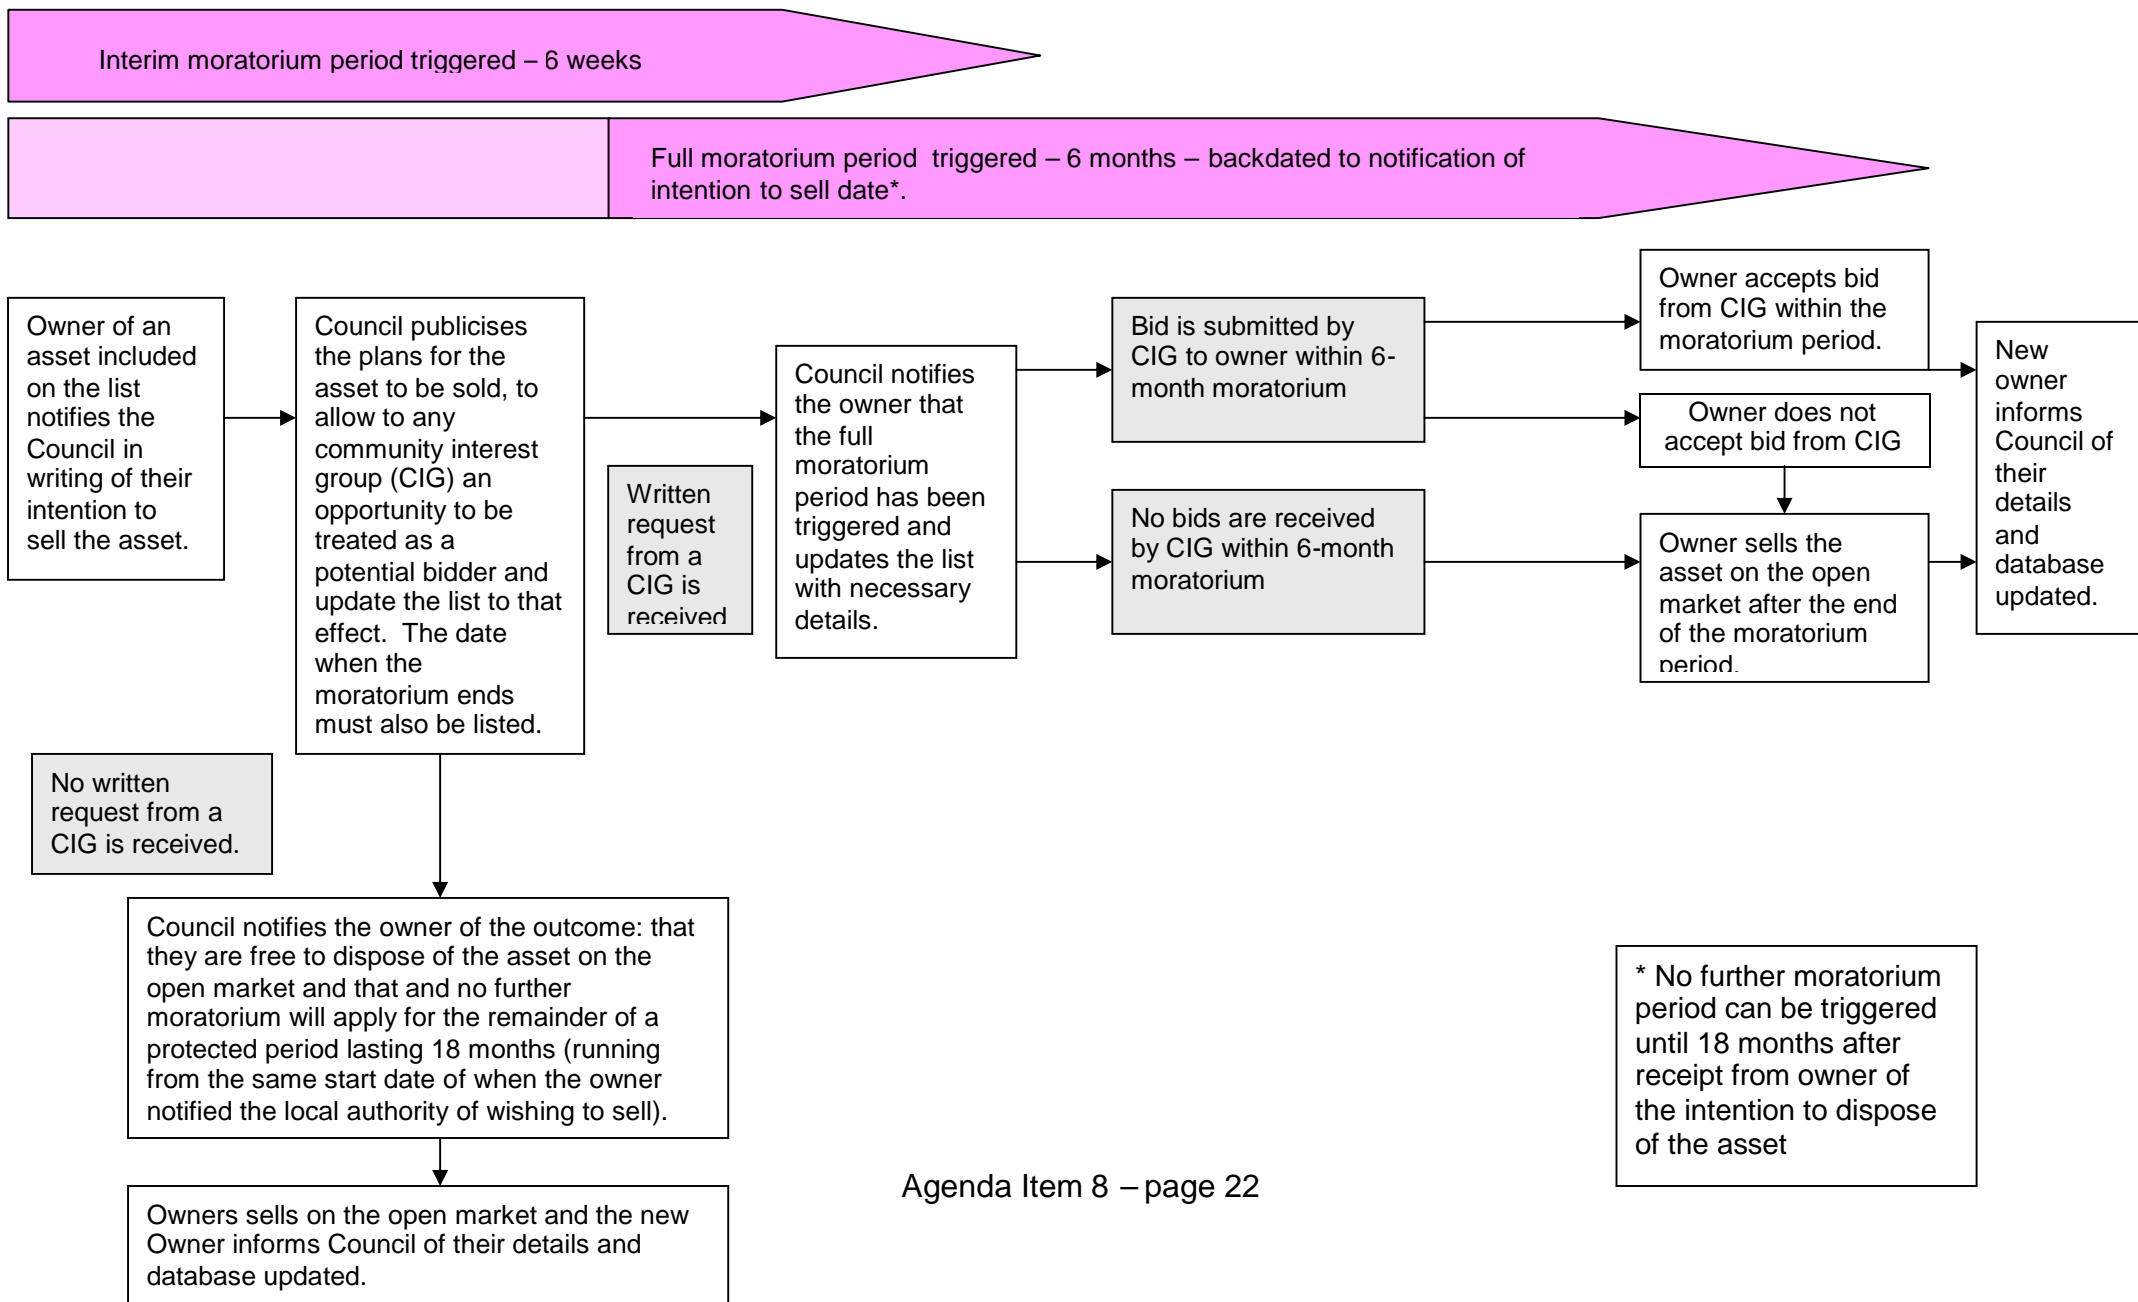 Interim moratorium period triggered – 6 weeks
Full moratorium period  triggered – 6 months – backdated to notification of
intention to sell date*.
Owner of an
asset included
on the list
notifies the
Council in
writing of their
intention to
sell the asset.
Council publicises
the plans for the
asset to be sold, to
allow to any
community interest
group (CIG) an
opportunity to be
treated as a
potential bidder and
update the list to that
effect.  The date
when the
moratorium ends
must also be listed.
Written
request
from a
CIG is
received
Council notifies
the owner that
the full
moratorium
period has been
triggered and
updates the list
with necessary
details.
Bid is submitted by
CIG to owner within 6-
month moratorium
No bids are received
by CIG within 6-month
moratorium
Owner accepts bid
from CIG within the
moratorium period.
Owner does not
accept bid from CIG
Owner sells the
asset on the open
market after the end
of the moratorium
period.
New
owner
informs
Council of
their
details
and
database
updated.
No written
request from a
CIG is received.
Council notifies the owner of the outcome: that
they are free to dispose of the asset on the
open market and that and no further
moratorium will apply for the remainder of a
protected period lasting 18 months (running
from the same start date of when the owner
notified the local authority of wishing to sell).
Owners sells on the open market and the new
Owner informs Council of their details and
database updated.
* No further moratorium
period can be triggered
until 18 months after
receipt from owner of
the intention to dispose
of the asset
Agenda Item 8 – page 22